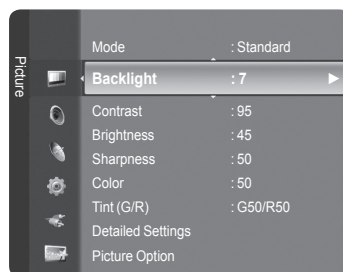 Picture
Mode : Standard
Backlight : 7
Contrast : 95
Brightness : 45
Sharpness : 50
Color : 50
Tint (G/R) : G50/R50
Detailed Settings
Picture Option